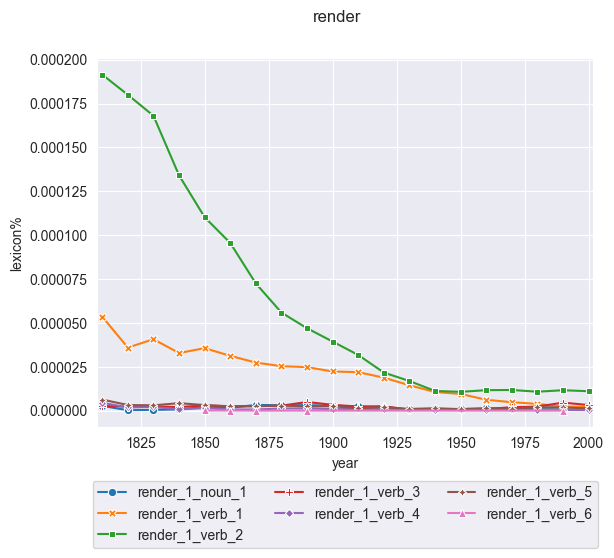 render
0.000200
0.000175
0.000150
0.000125
0.000100
0.000075
0.000050
0.000025
0.000000
lexicon%
1825 1850 1875 1900 1925 1950 1975 2000
year
render_1_noun_1 render_1_verb_3 render_1_verb_5
render_1_verb_1 render_1_verb_4 render_1_verb_6
render_1_verb_2